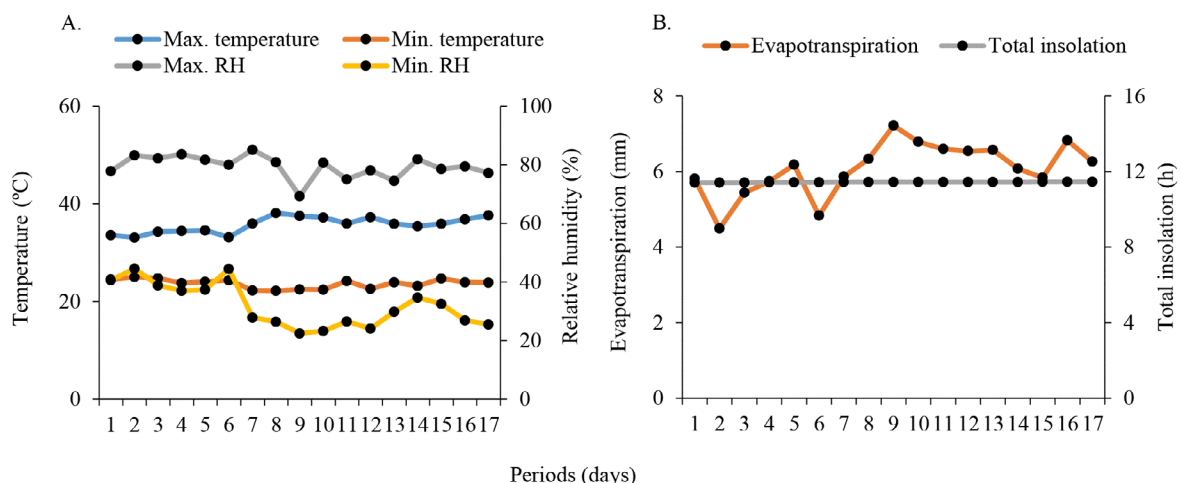 A.
Max. temperature Min. temperature
Max. RH Min. RH
Temperature (ºC)
60
40
20
0
Relative humidity (%)
100
80
60
40
20
0
1 2 3 4 5 6 7 8 9 10 11 12 13 14 15 16 17
B.
Evapotranspiration Total insolation
Evapotranspiration (mm)
8
6
4
2
0
Total insolation (h)
16
12
8
4
0
1 2 3 4 5 6 7 8 9 10 11 12 13 14 15 16 17
Periods (days)